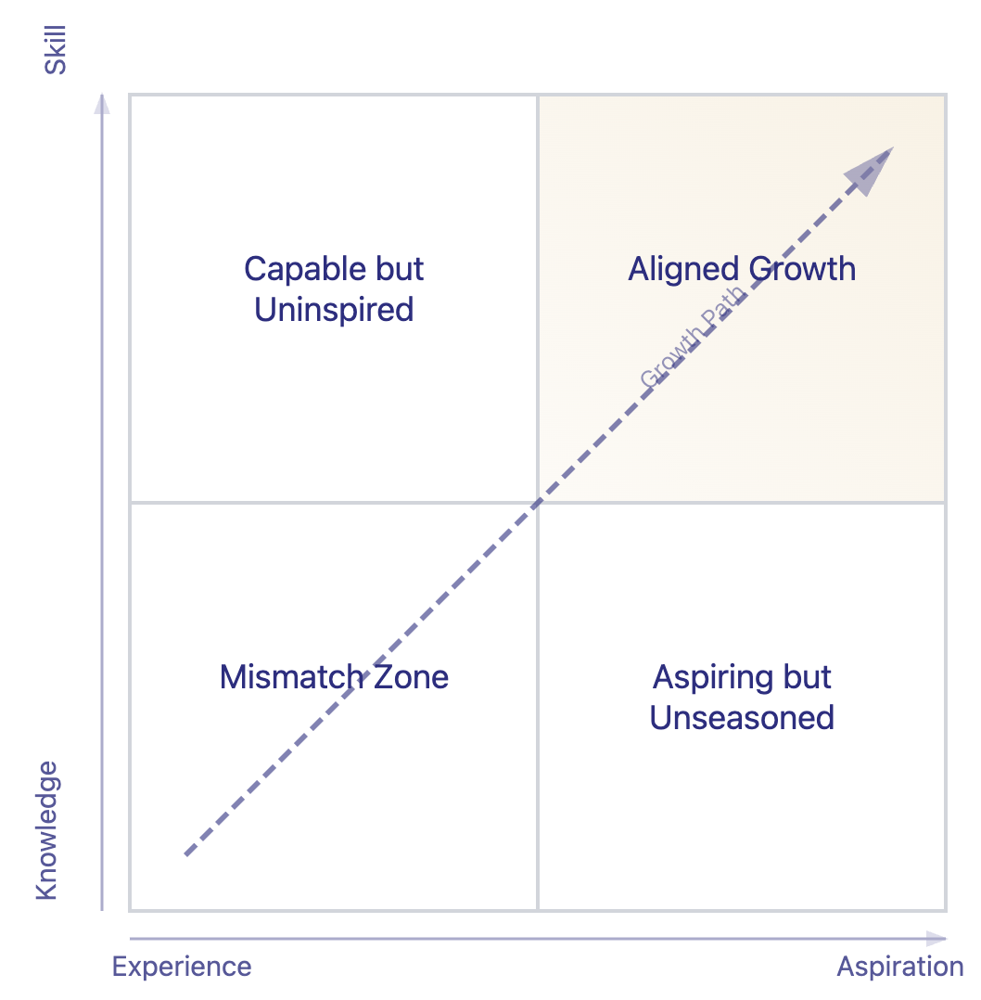 Skill
Capable but
Uninspired
Aligned Growth
Growth Path
Mismatch Zone
Aspiring but
Unseasoned
Knowledge
Experience
Aspiration